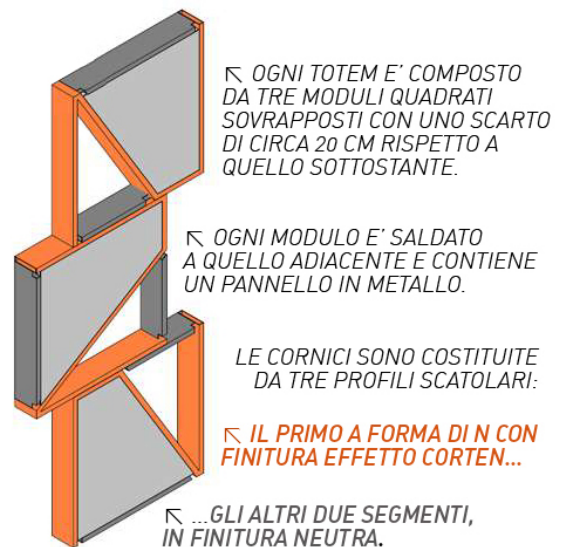 ↖ OGNI TOTEM E' COMPOSTO
DA TRE MODULI QUADRATI
SOVRAPPOSTI CON UNO SCARTO
DI CIRCA 20 CM RISPETTO A
QUELLO SOTTOSTANTE.
↖ OGNI MODULO E' SALDATO
A QUELLO ADIACENTE E CONTIENE
UN PANNELLO IN METALLO.
LE CORNICI SONO COSTITUITE
DA TRE PROFILI SCATOLARI:
↖ IL PRIMO A FORMA DI N CON
FINITURA EFFETTO CORTEN...
↖ ...GLI ALTRI DUE SEGMENTI,
IN FINITURA NEUTRA.